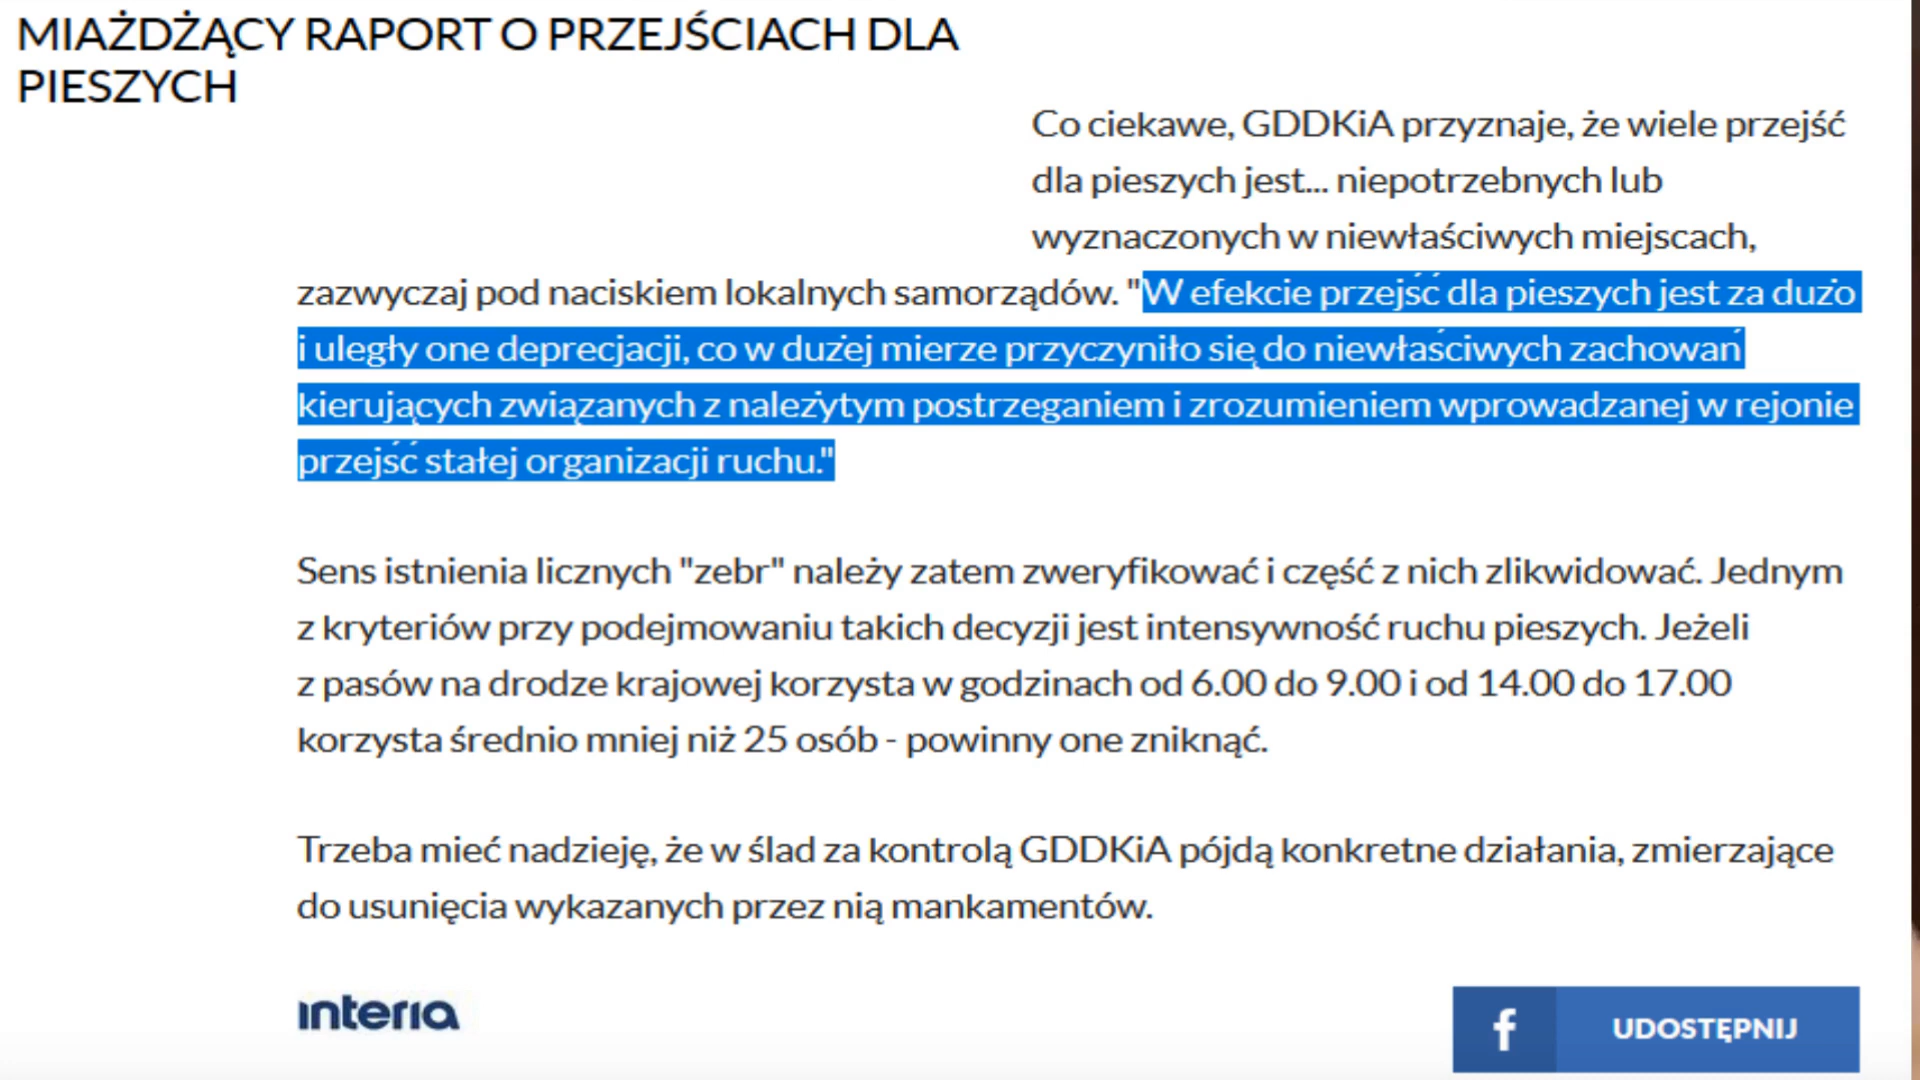 MIAŻDŻĄCY RAPORT O PRZEJŚCIACH DLA
PIESZYCH
Co ciekawe, GDDKiA przyznaje, że wiele przejść
dla pieszych jest... niepotrzebnych lub
wyznaczonych w niewłaściwych miejscach,
zazwyczaj pod naciskiem lokalnych samorządów. "W efekcie przejść dla pieszych jest za dużo
i uległy one deprecjacji, co w dużej mierze przyczyniło się do niewłaściwych zachowań
kierujących związanych z należytym postrzeganiem i zrozumieniem wprowadzanej w rejonie
przejść stałej organizacji ruchu."
Sens istnienia licznych "zebr" należy zatem zweryfikować i część z nich zlikwidować. Jednym
z kryteriów przy podejmowaniu takich decyzji jest intensywność ruchu pieszych. Jeżeli
z pasów na drodze krajowej korzysta w godzinach od 6.00 do 9.00 i od 14.00 do 17.00
korzysta średnio mniej niż 25 osób - powinny one zniknąć.
Trzeba mieć nadzieję, że w ślad za kontrolą GDDKiA pójdą konkretne działania, zmierzające
do usunięcia wykazanych przez nią mankamentów.
interia
f UDOSTĘPNIJ